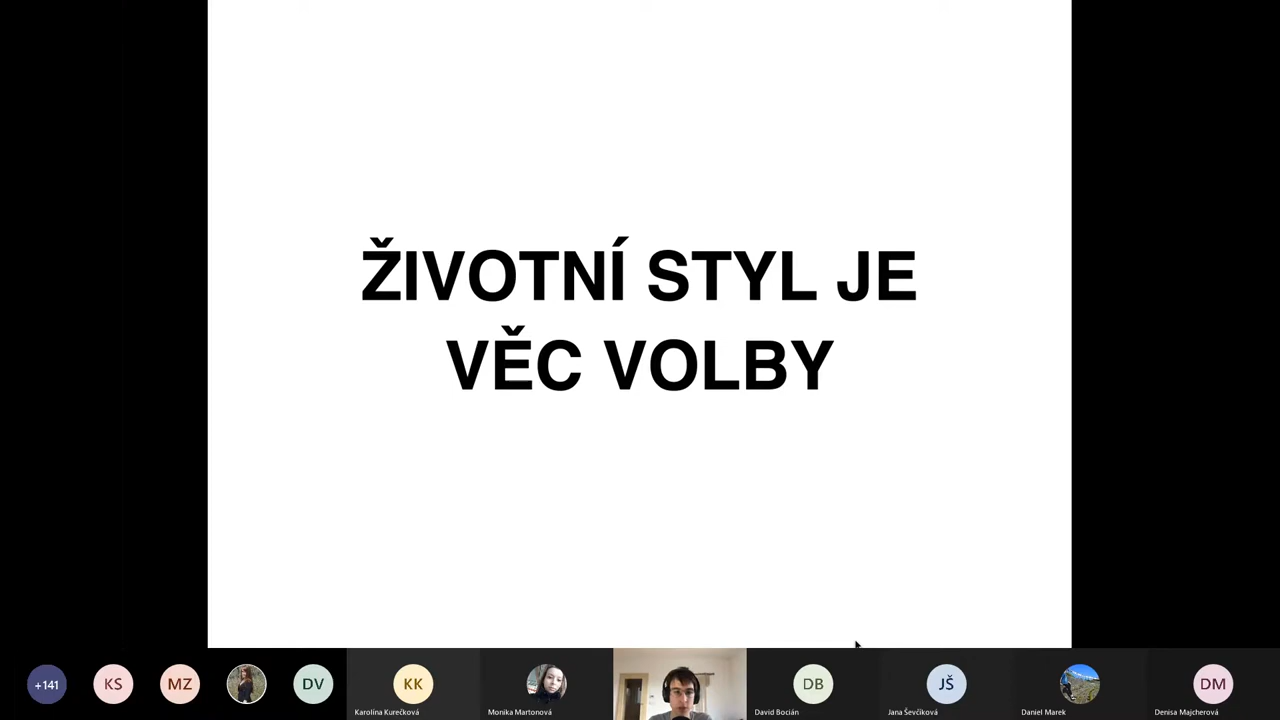 ŽIVOTNÍ STYL JE
VĚC VOLBY
+141
KS
MZ
DV
KK
Karolína Kurečková
Monika Martonová
DB
David Bocián
JŠ
Jana Ševčíková
Daniel Marek
DM
Denisa Majcherová